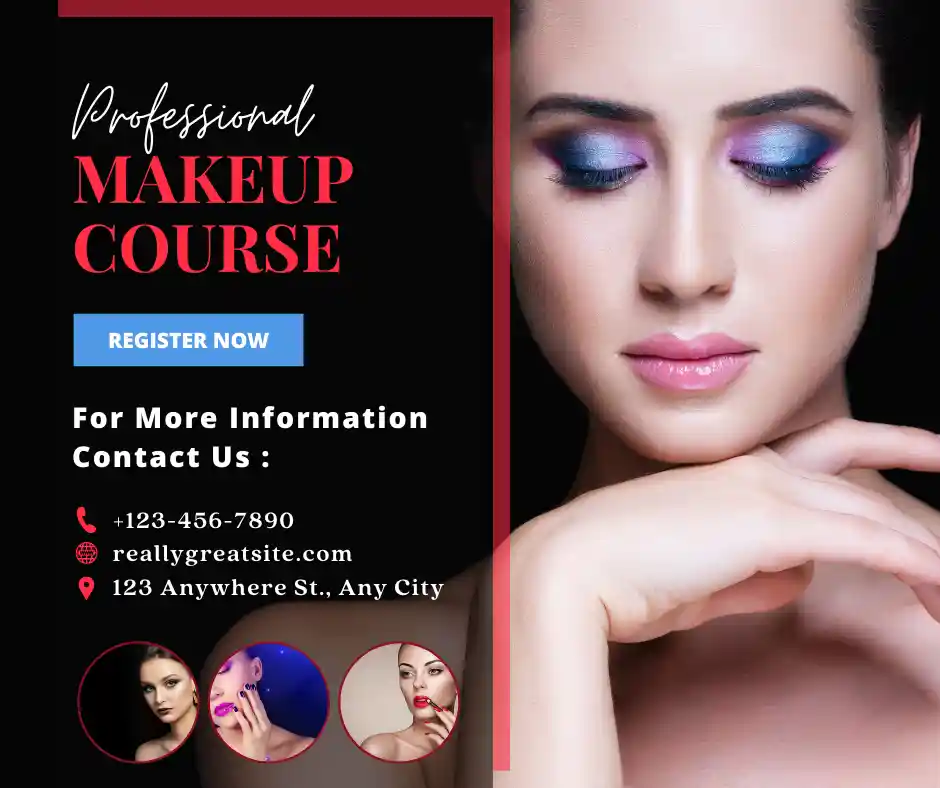 Professional
MAKEUP
COURSE
REGISTER NOW
For More Information
Contact Us :
+123-456-7890
reallygreatsite.com
123 Anywhere St., Any City